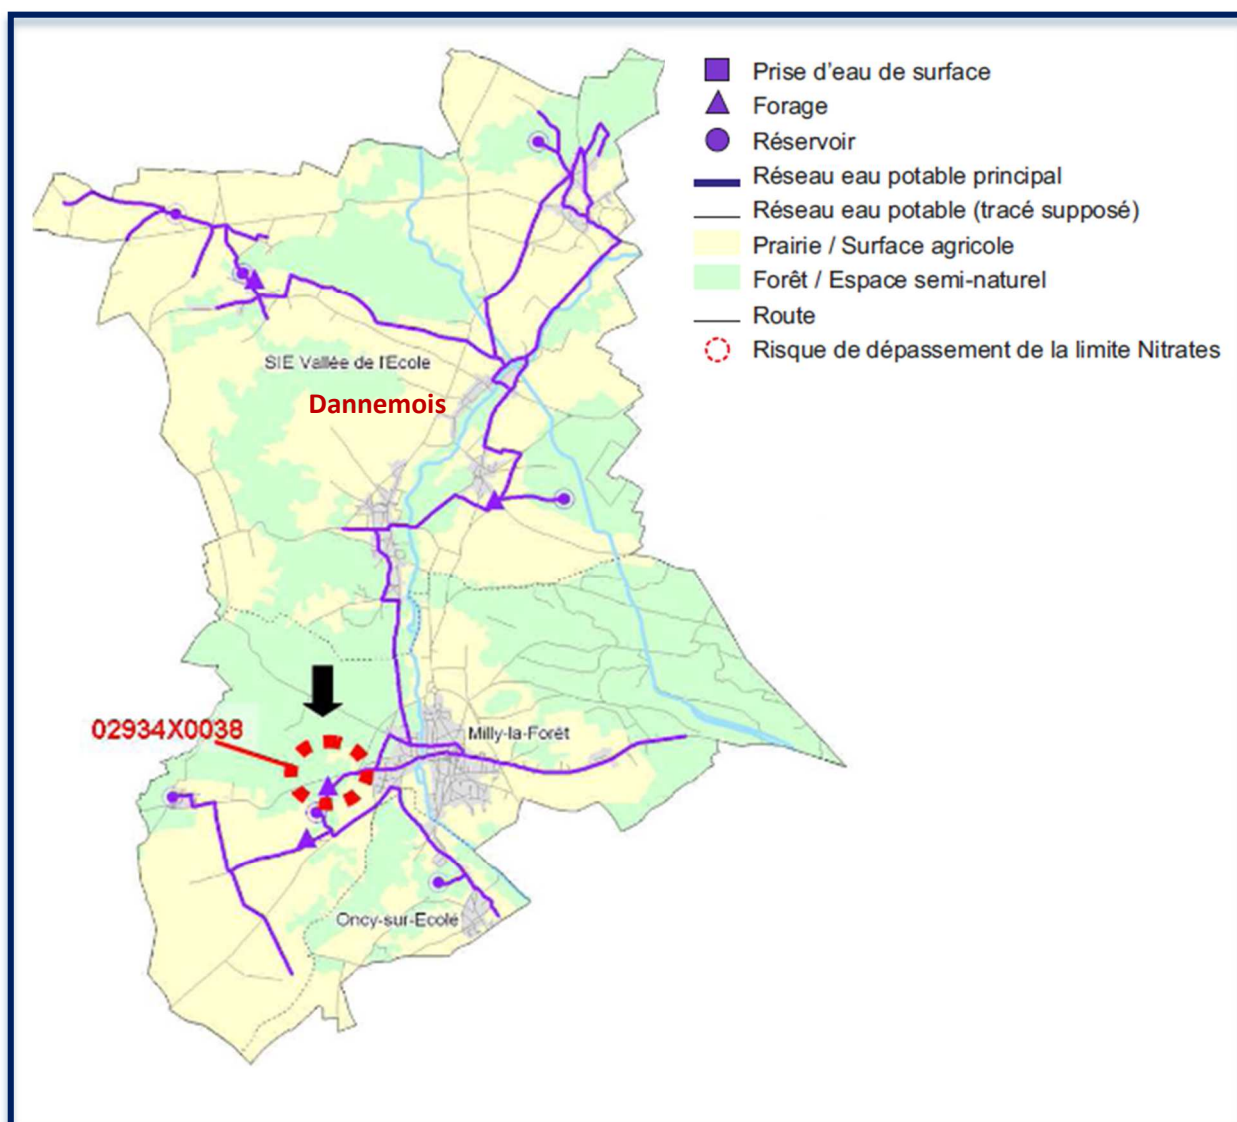 Prise d'eau de surface
Forage
Réservoir
Réseau eau potable principal
Réseau eau potable (tracé supposé)
Prairie / Surface agricole
Forêt / Espace semi-naturel
Route
Risque de dépassement de la limite Nitrates
SIE Vallée de l'Ecole
Dannemois
02934X0038
Milly-la-Forêt
Oncy-sur-Ecole